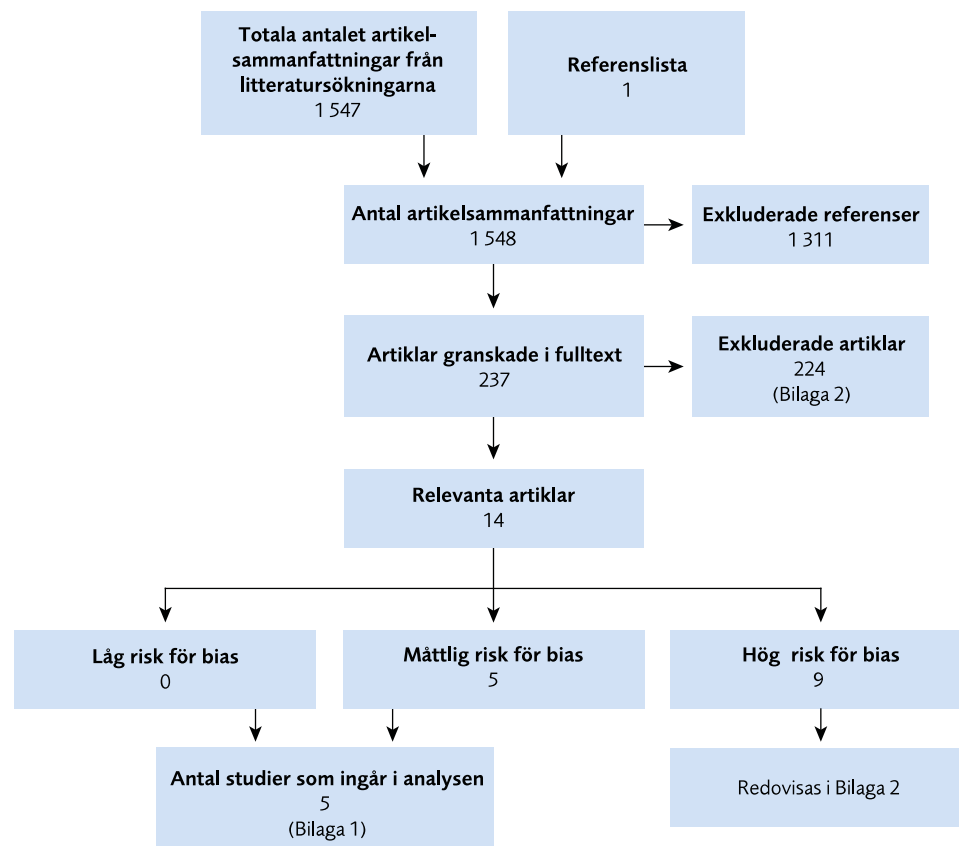 Totala antalet artikel-
sammanfattningar från
litteratursökningarna
1 547
Referenslista
1
Antal artikelsammanfattningar
1 548
Exkluderade referenser
1 311
Artiklar granskade i fulltext
237
Exkluderade artiklar
224
(Bilaga 2)
Relevanta artiklar
14
Låg risk för bias
0
Måttlig risk för bias
5
Hög risk för bias
9
Antal studier som ingår i analysen
5
(Bilaga 1)
Redovisas i Bilaga 2